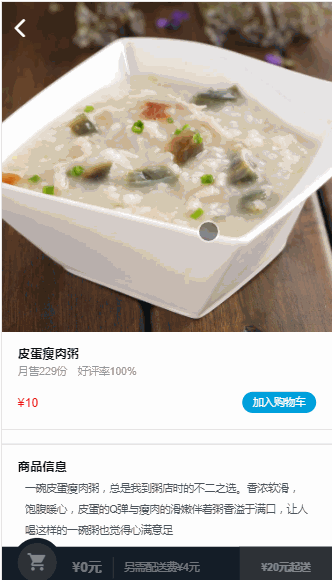 皮蛋瘦肉粥
月售229份 好评率100%
¥10
加入购物车
商品信息
一碗皮蛋瘦肉粥，总是我到粥店时的不二之选。香浓软滑，
饱腹暖心，皮蛋的Q弹与瘦肉的滑嫩伴着粥香溢于满口，让人
喝这样的一碗粥也觉得心满意足
¥0元
另需配送费¥4元
¥20元起送